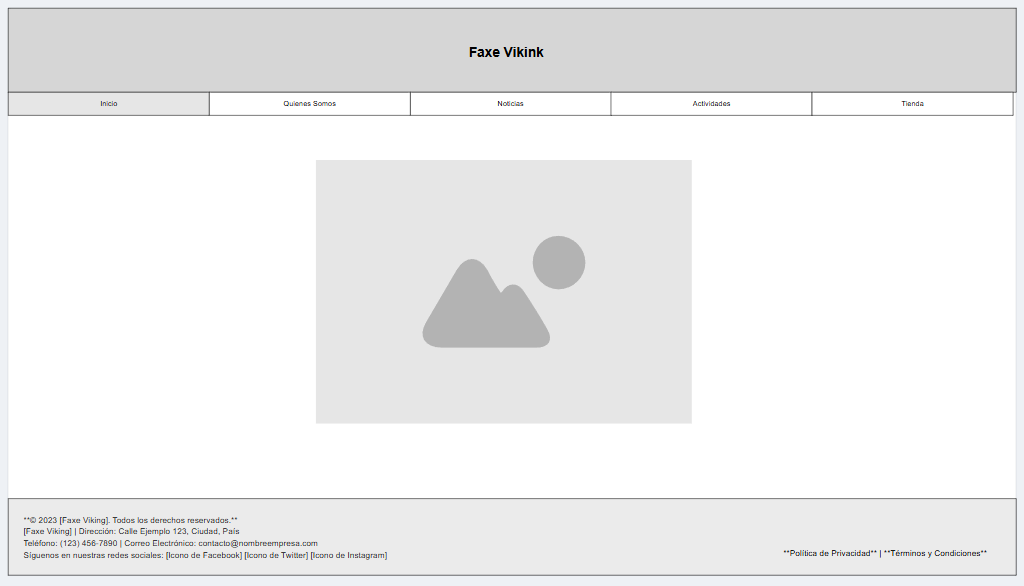 Faxe Vikink
Inicio
Quienes Somos
Noticias
Actividades
Tienda
**© 2023 [Faxe Viking]. Todos los derechos reservados.**
[Faxe Viking] | Dirección: Calle Ejemplo 123, Ciudad, País
Teléfono: (123) 456-7890 | Correo Electrónico: contacto@nombreempresa.com
Síguenos en nuestras redes sociales: [Icono de Facebook] [Icono de Twitter] [Icono de Instagram]
**Política de Privacidad** | **Términos y Condiciones**